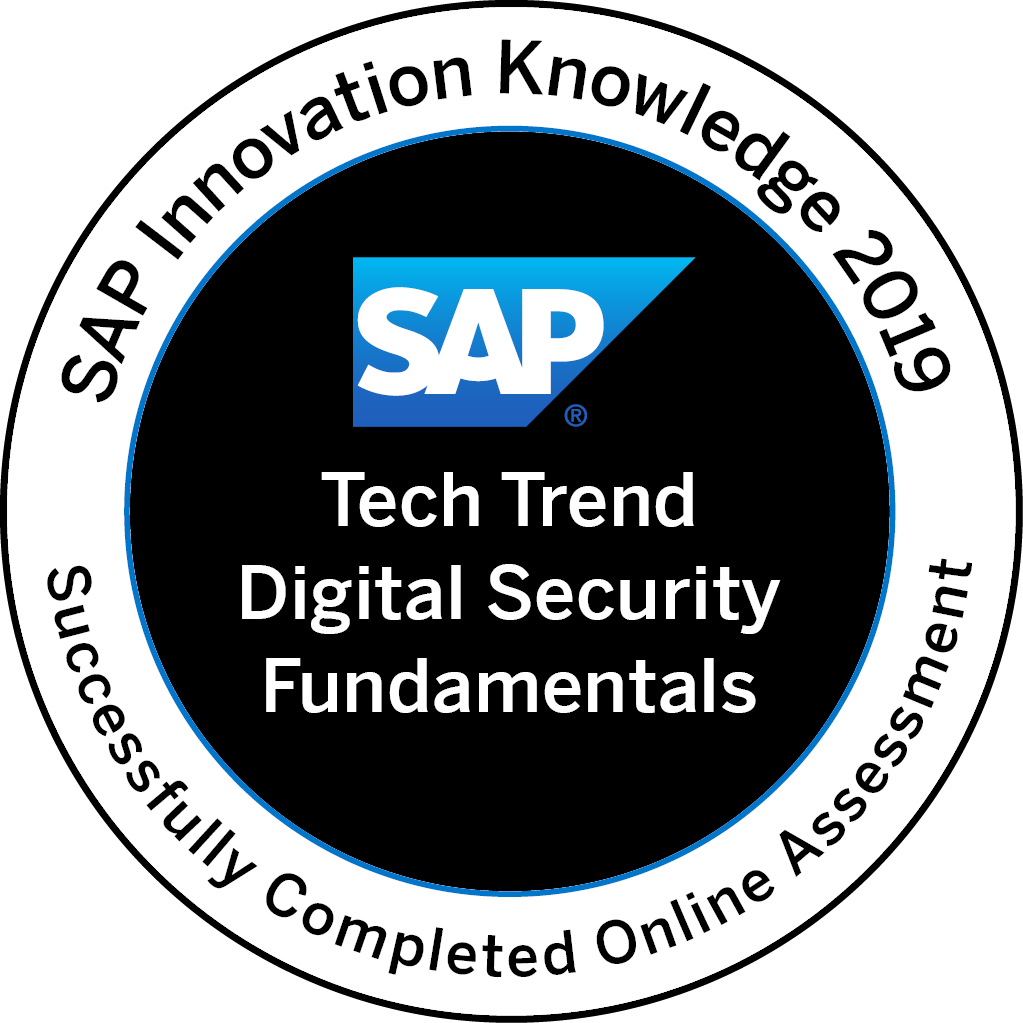 SAP Innovation Knowledge 2019
SAP®
Tech Trend
Digital Security
Fundamentals
Successfully Completed Online Assessment